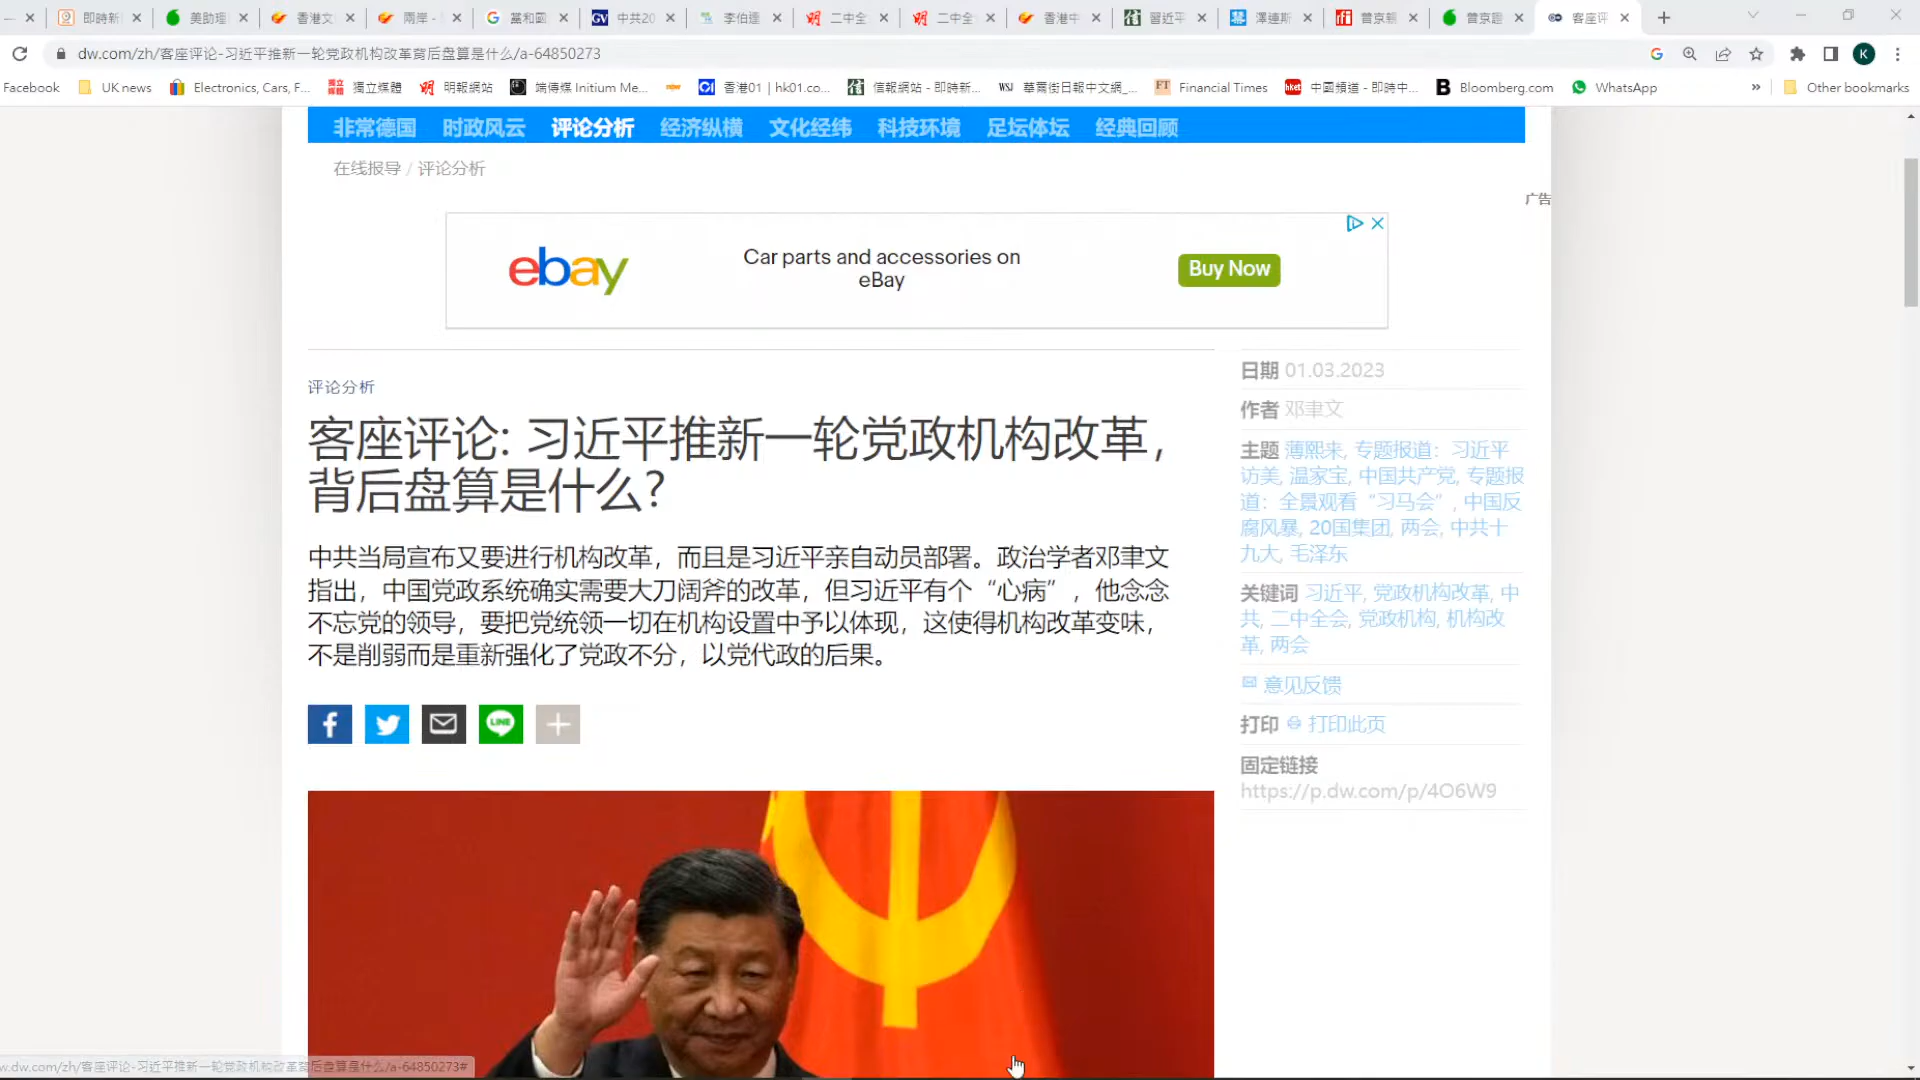 即時新
美助理
香港文
兩岸 -
黨和國
中共20
李伯達
二中全
二中全
香港中
習近平
澤連斯
普京親
普京證
客座评
dw.com/zh/客座评论-习近平推新一轮党政机构改革背后盘算是什么/a-64850273
K
Facebook
UK news
Electronics, Cars, F...
獨立媒體
明報網站
端傳媒 Initium Me...
香港01 | hk01.co...
信報網站 - 即時新...
WSJ 華爾街日報中文網_...
FT Financial Times
hket 中國頻道 - 即時中...
B Bloomberg.com
WhatsApp
»
Other bookmarks
非常德国 时政风云 评论分析 经济纵横 文化经纬 科技环境 足坛体坛 经典回顾
在线报导 / 评论分析
广告
ebay
Car parts and accessories on
eBay
Buy Now
评论分析
客座评论: 习近平推新一轮党政机构改革，
背后盘算是什么?
中共当局宣布又要进行机构改革，而且是习近平亲自动员部署。政治学者邓聿文
指出，中国党政系统确实需要大刀阔斧的改革，但习近平有个“心病”，他念念
不忘党的领导，要把党统领一切在机构设置中予以体现，这使得机构改革变味，
不是削弱而是重新强化了党政不分，以党代政的后果。
LINE
日期 01.03.2023
作者 邓聿文
主题 薄熙来, 专题报道：习近平
访美, 温家宝, 中国共产党, 专题报
道：全景观看“习马会”, 中国反
腐风暴, 20国集团, 两会, 中共十
九大, 毛泽东
关键词 习近平, 党政机构改革, 中
共, 二中全会, 党政机构, 机构改
革, 两会
意见反馈
打印 打印此页
固定链接
https://p.dw.com/p/4O6W9
w.dw.com/zh/客座评论-习近平推新一轮党政机构改革背后盘算是什么/a-64850273#